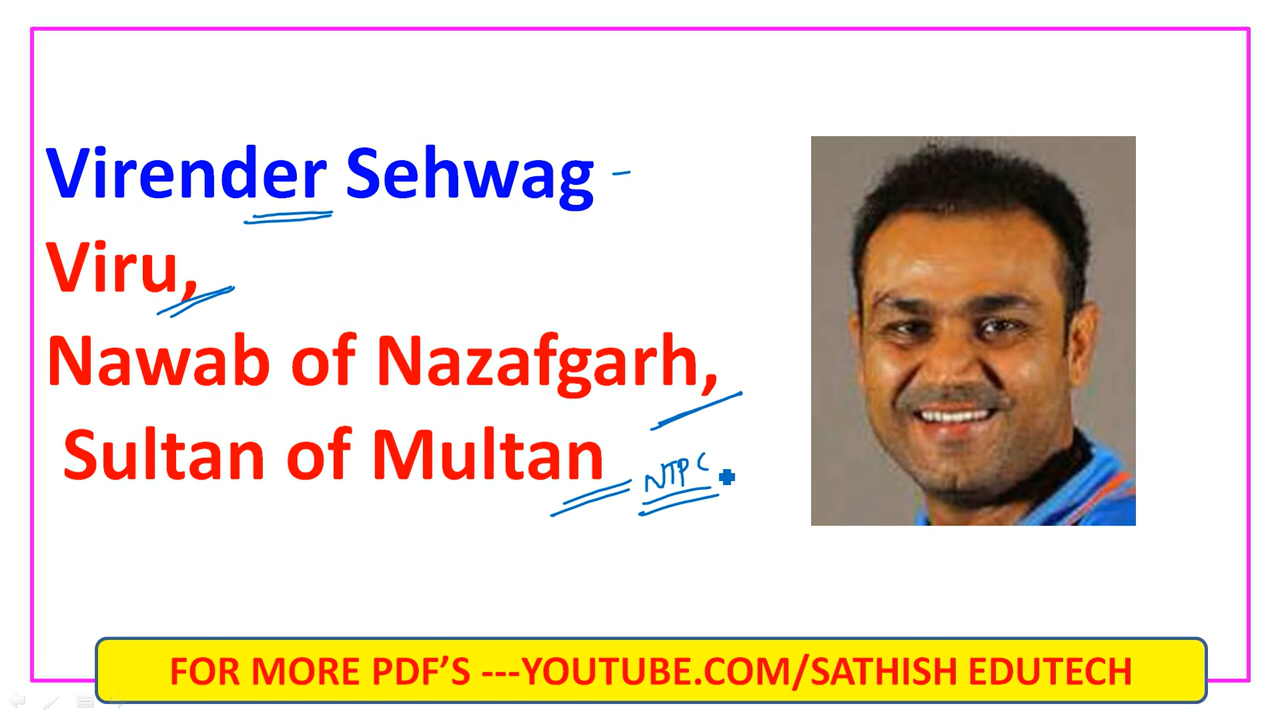 Virender Sehwag -
Viru,
Nawab of Nazafgarh,
Sultan of Multan
NTPC
FOR MORE PDF’S ---YOUTUBE.COM/SATHISH EDUTECH